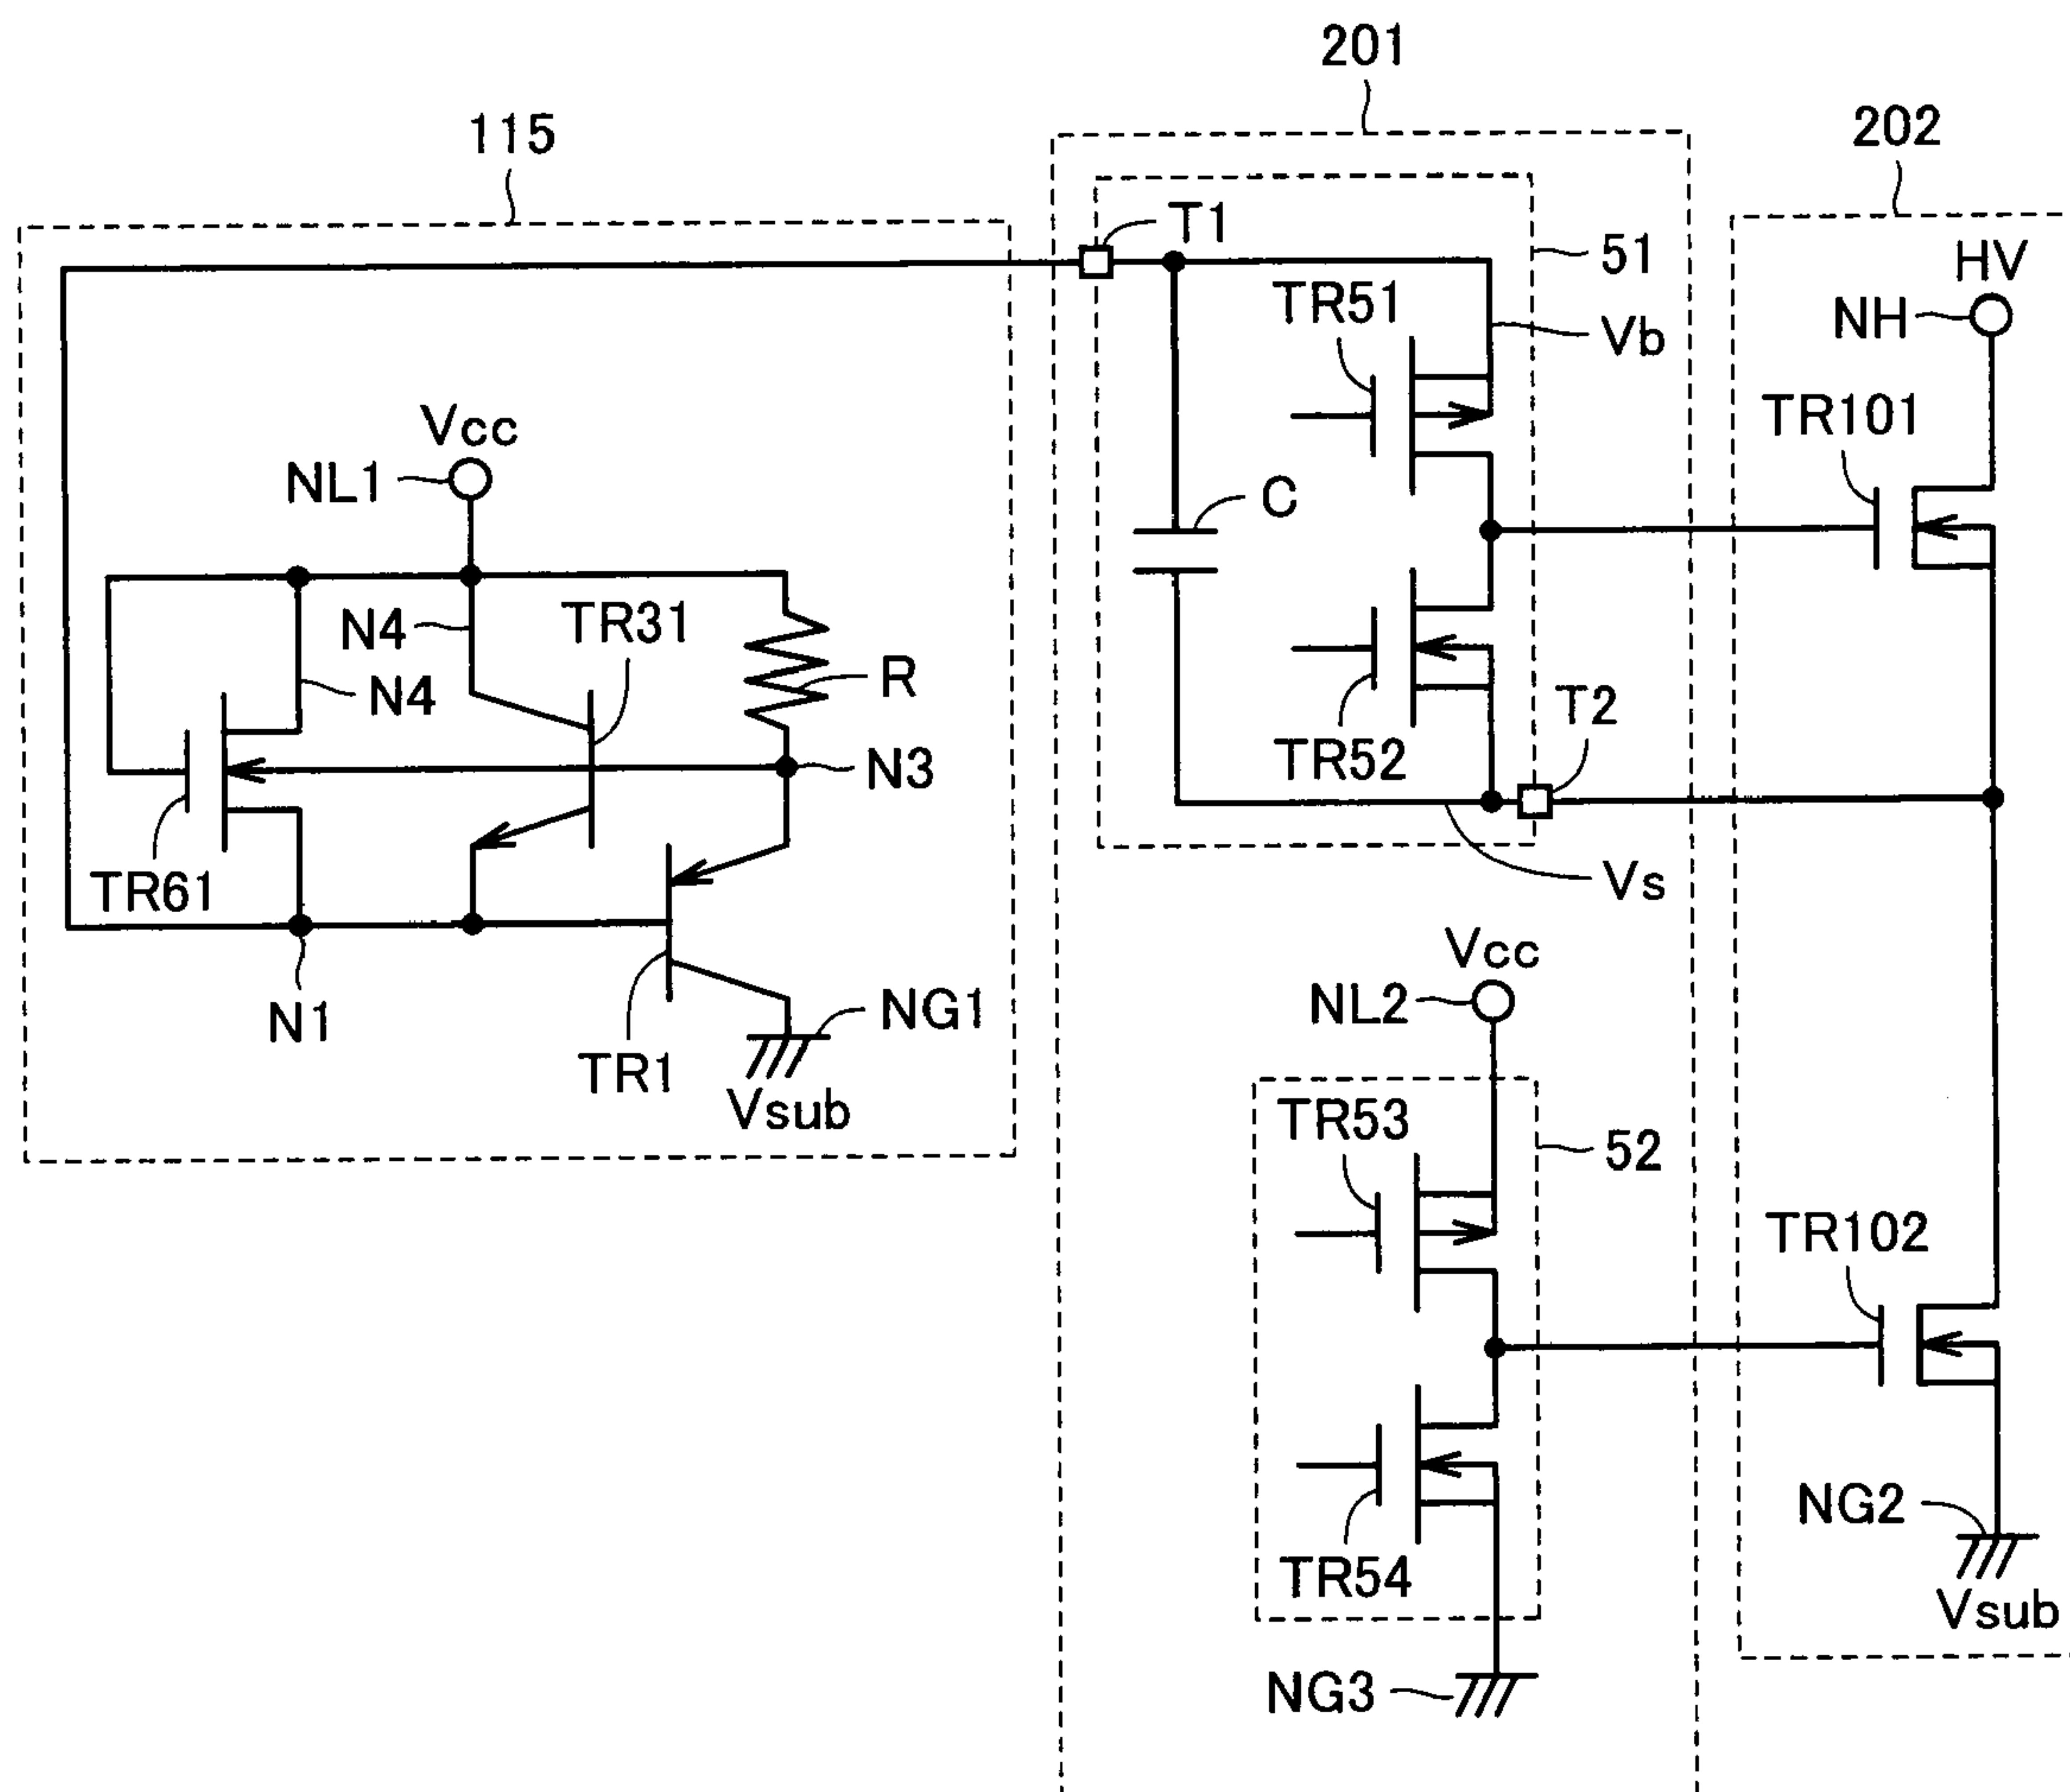 201
115
202
T1
51
HV
TR51
NH
Vb
Vcc
TR101
NL1
C
N4
TR31
R
N4
T2
TR52
N3
TR61
Vs
Vcc
NL2
N1
NG1
TR1
Vsub
TR53
52
TR102
NG2
TR54
Vsub
NG3